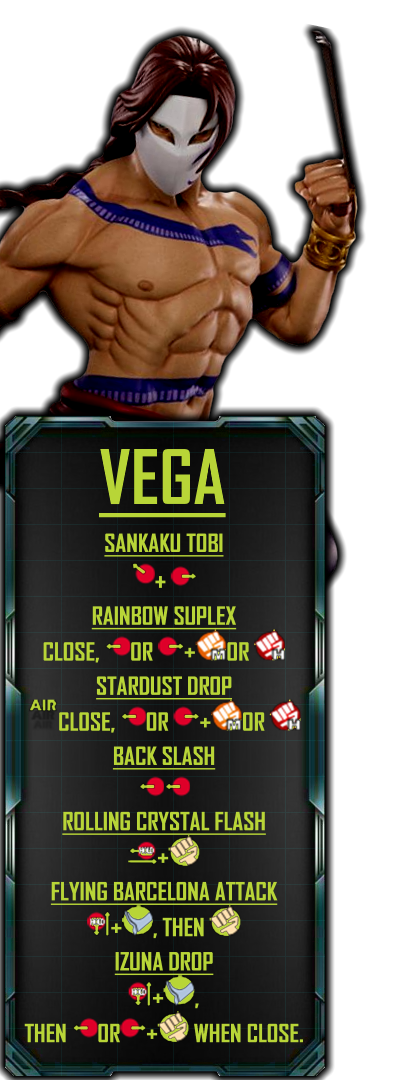 VEGA
SANKAKU TOBI
+
RAINBOW SUPLEX
CLOSE, OR + M OR M
STARDUST DROP
AIR CLOSE, OR + M OR M
BACK SLASH
ROLLING CRYSTAL FLASH
+
FLYING BARCELONA ATTACK
+ , THEN
IZUNA DROP
+ ,
THEN OR + WHEN CLOSE.